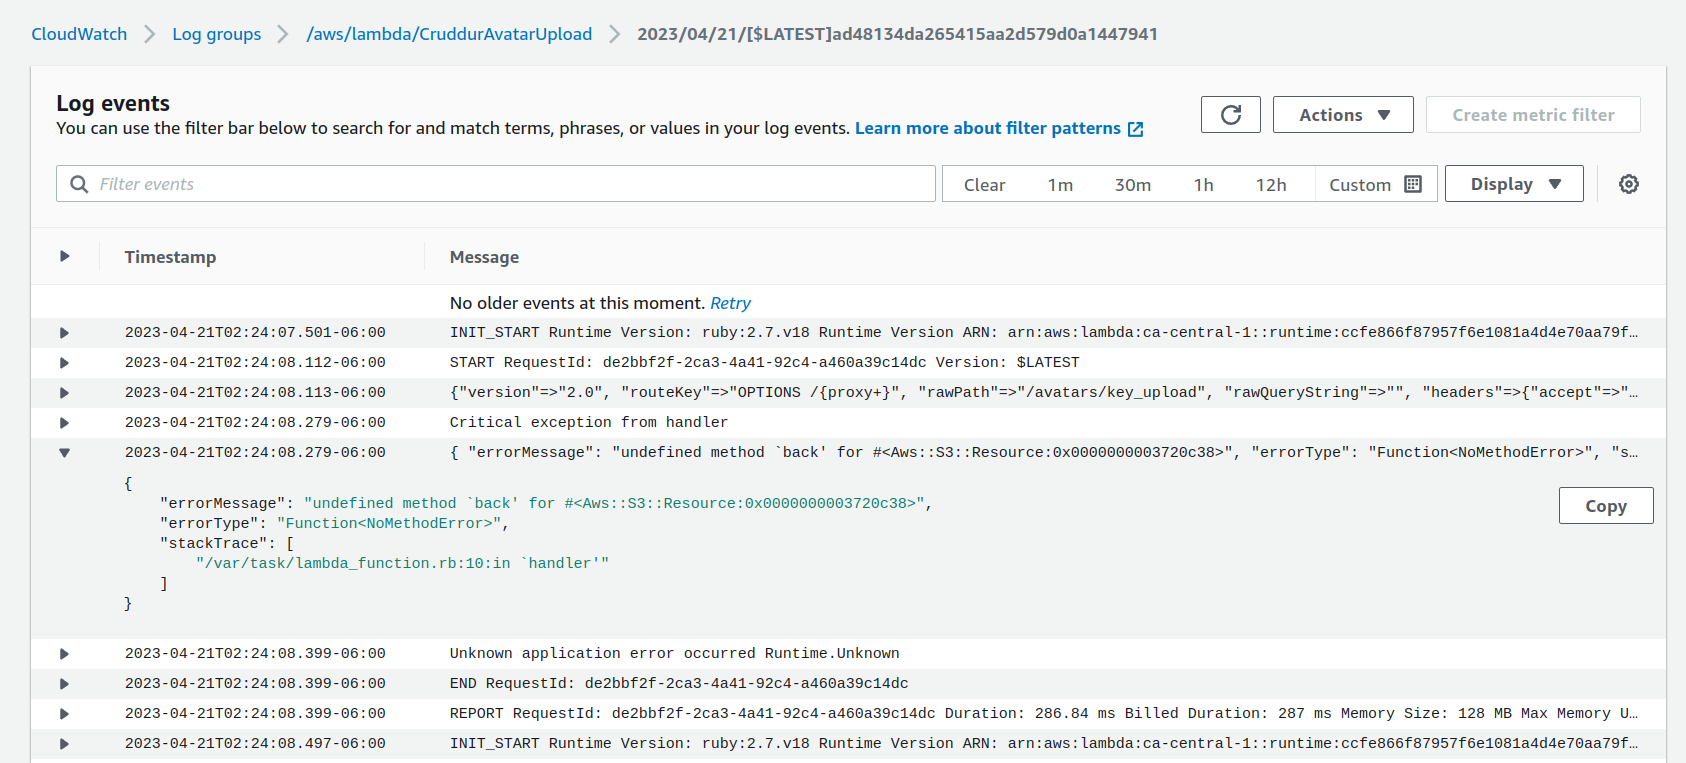 CloudWatch > Log groups > /aws/lambda/CruddurAvatarUpload > 2023/04/21/[$LATEST]ad48134da265415aa2d579d0a1447941
Log events
You can use the filter bar below to search for and match terms, phrases, or values in your log events. Learn more about filter patterns
Actions
Create metric filter
Filter events
Clear 1m 30m 1h 12h Custom
Display
Timestamp Message
No older events at this moment. Retry
2023-04-21T02:24:07.501-06:00 INIT_START Runtime Version: ruby:2.7.v18 Runtime Version ARN: arn:aws:lambda:ca-central-1::runtime:ccfe866f87957f6e1081a4d4e70aa79f…
2023-04-21T02:24:08.112-06:00 START RequestId: de2bbf2f-2ca3-4a41-92c4-a460a39c14dc Version: $LATEST
2023-04-21T02:24:08.113-06:00 {"version"=>"2.0", "routeKey"=>"OPTIONS /{proxy+}", "rawPath"=>"/avatars/key_upload", "rawQueryString"=>"", "headers"=>{"accept"=>"…
2023-04-21T02:24:08.279-06:00 Critical exception from handler
2023-04-21T02:24:08.279-06:00 { "errorMessage": "undefined method `back' for #<Aws::S3::Resource:0x0000000003720c38>", "errorType": "Function<NoMethodError>", "s…
{
"errorMessage": "undefined method `back' for #<Aws::S3::Resource:0x0000000003720c38>",
"errorType": "Function<NoMethodError>",
"stackTrace": [
"/var/task/lambda_function.rb:10:in `handler'"
]
}
Copy
2023-04-21T02:24:08.399-06:00 Unknown application error occurred Runtime.Unknown
2023-04-21T02:24:08.399-06:00 END RequestId: de2bbf2f-2ca3-4a41-92c4-a460a39c14dc
2023-04-21T02:24:08.399-06:00 REPORT RequestId: de2bbf2f-2ca3-4a41-92c4-a460a39c14dc Duration: 286.84 ms Billed Duration: 287 ms Memory Size: 128 MB Max Memory U…
2023-04-21T02:24:08.497-06:00 INIT_START Runtime Version: ruby:2.7.v18 Runtime Version ARN: arn:aws:lambda:ca-central-1::runtime:ccfe866f87957f6e1081a4d4e70aa79f…